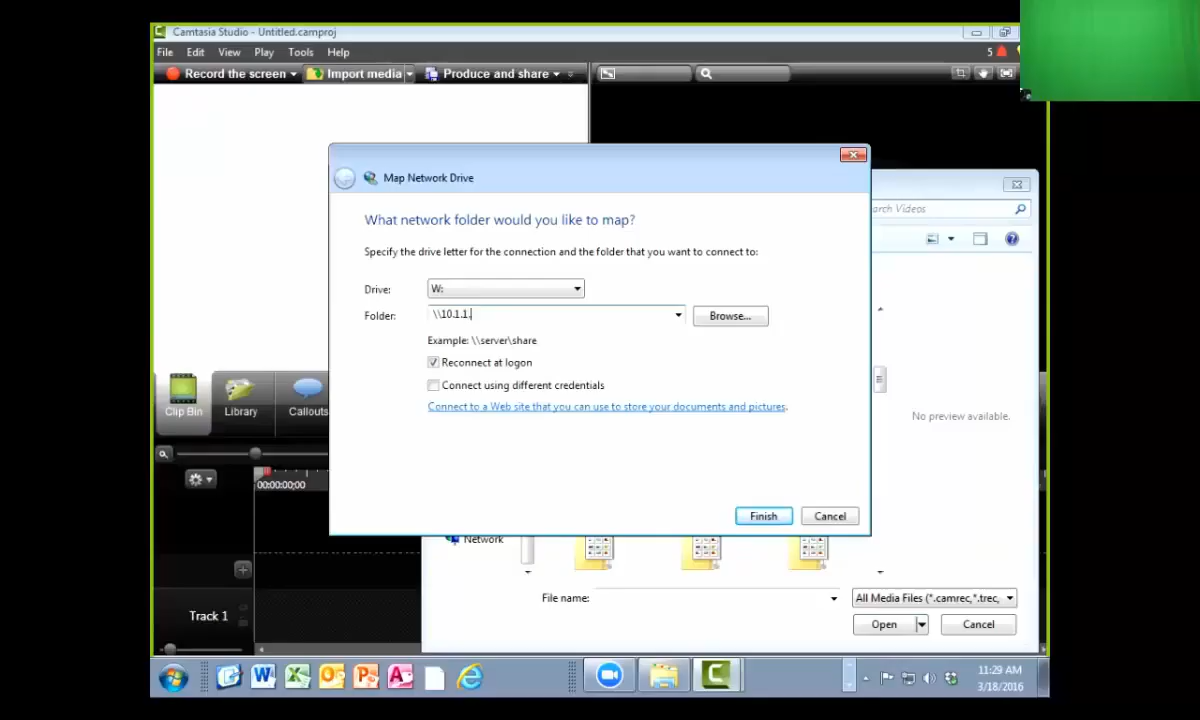 Camtasia Studio - Untitled.camproj
File Edit View Play Tools Help
5
Record the screen Import media Produce and share
Map Network Drive
What network folder would you like to map?
Specify the drive letter for the connection and the folder that you want to connect to:
Drive: W:
Folder: \\10.1.1. Browse...
Example: \\server\share
Reconnect at logon
Connect using different credentials
Connect to a Web site that you can use to store your documents and pictures.
Finish Cancel
arch Videos
No preview available.
Clip Bin Library Callouts
00:00:00;00
Network
File name: All Media Files (*.camrec,*.trec,
Open Cancel
Track 1
11:29 AM
3/18/2016